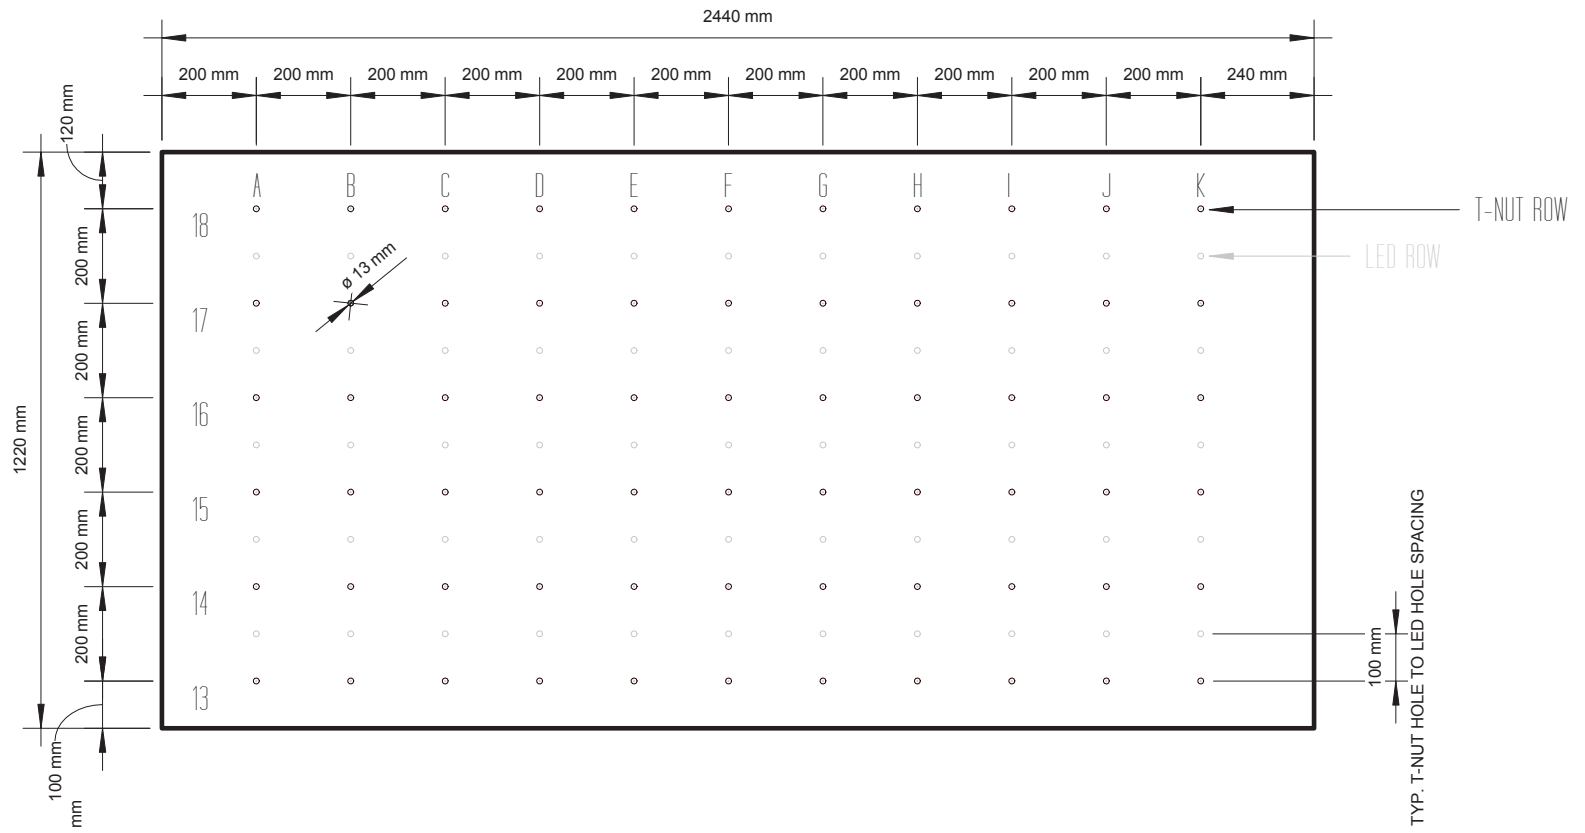 2440 mm
200 mm 200 mm 200 mm 200 mm 200 mm 200 mm 200 mm 200 mm 200 mm 200 mm 200 mm 240 mm
120 mm
A B C D E F G H I J K
18
T-NUT ROW
LED ROW
200 mm
ø 13 mm
17
200 mm
16
1220 mm
200 mm
15
200 mm
14
200 mm
13
100 mm
mm
100 mm
TYP. T-NUT HOLE TO LED HOLE SPACING